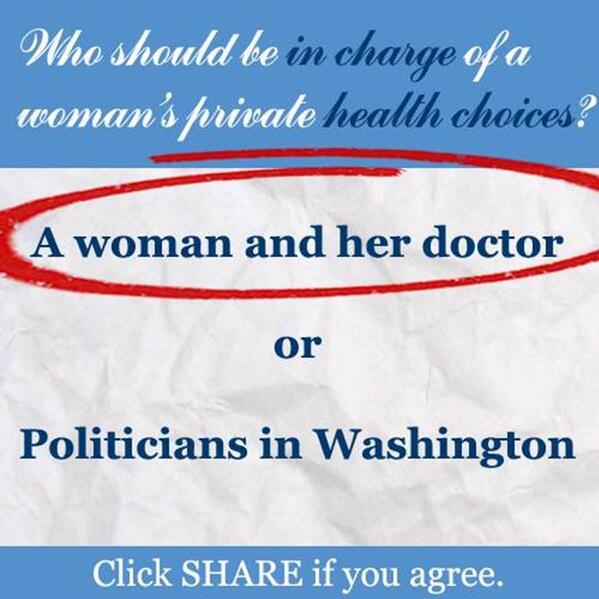 Who should be in charge of a
woman's private health choices?
A woman and her doctor
or
Politicians in Washington
Click SHARE if you agree.